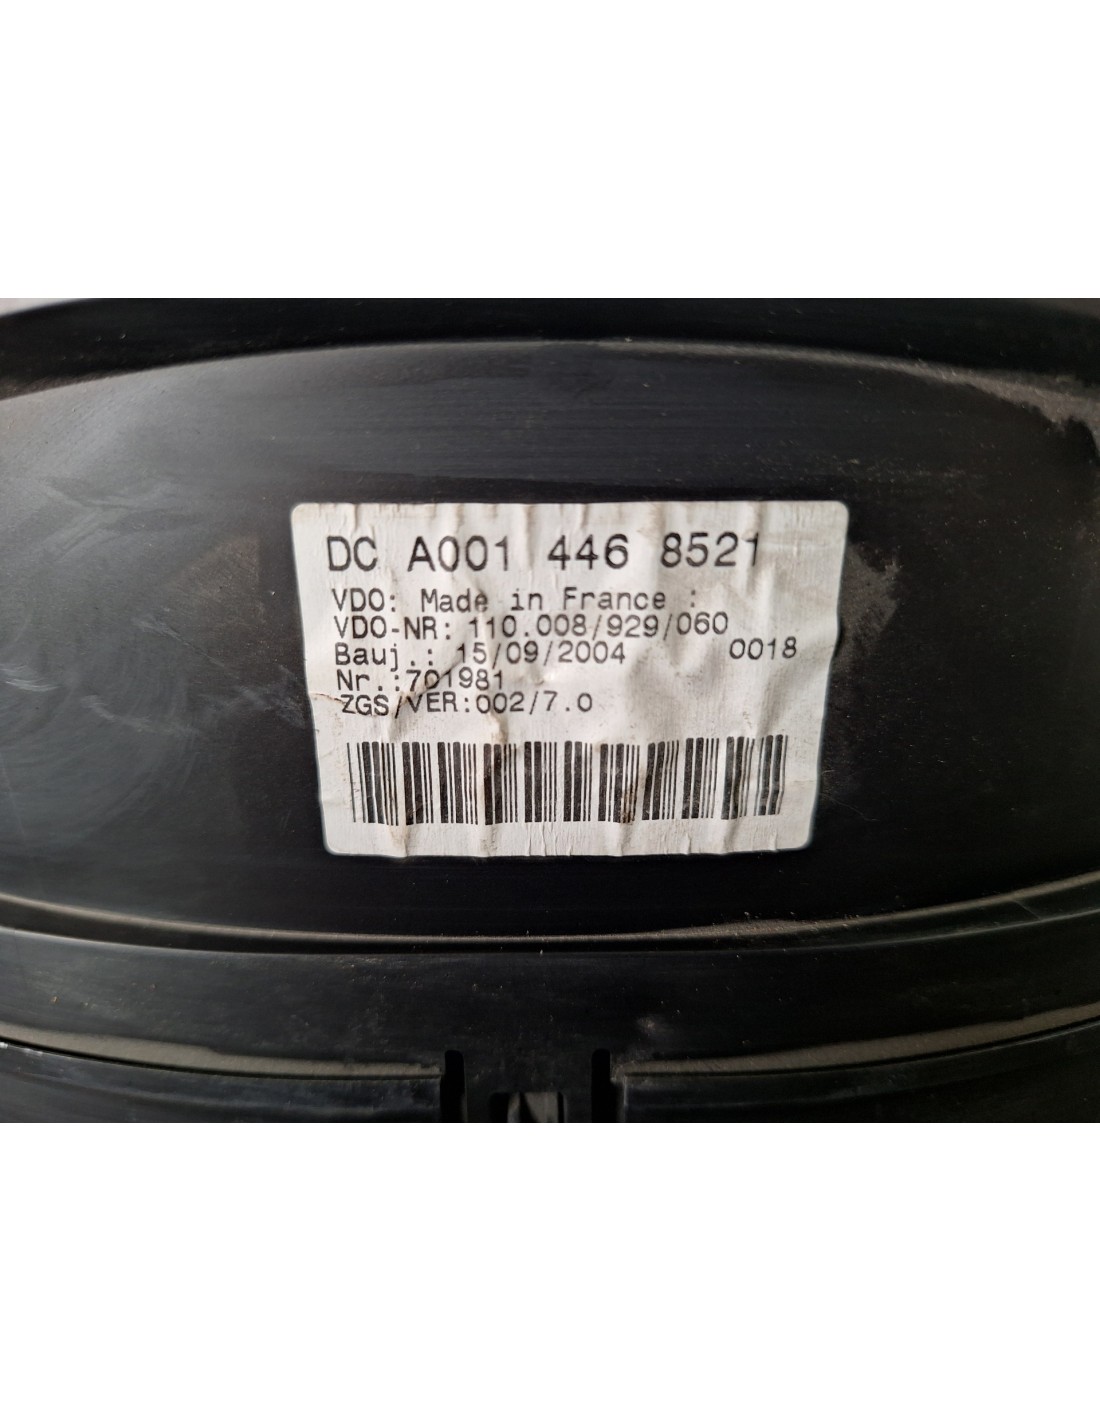 DC A001 446 8521
VDO: Made in France :
VDO-NR: 110.008/929/060
Bauj.: 15/09/2004 0018
Nr.:701981
ZGS/VER:002/7.0